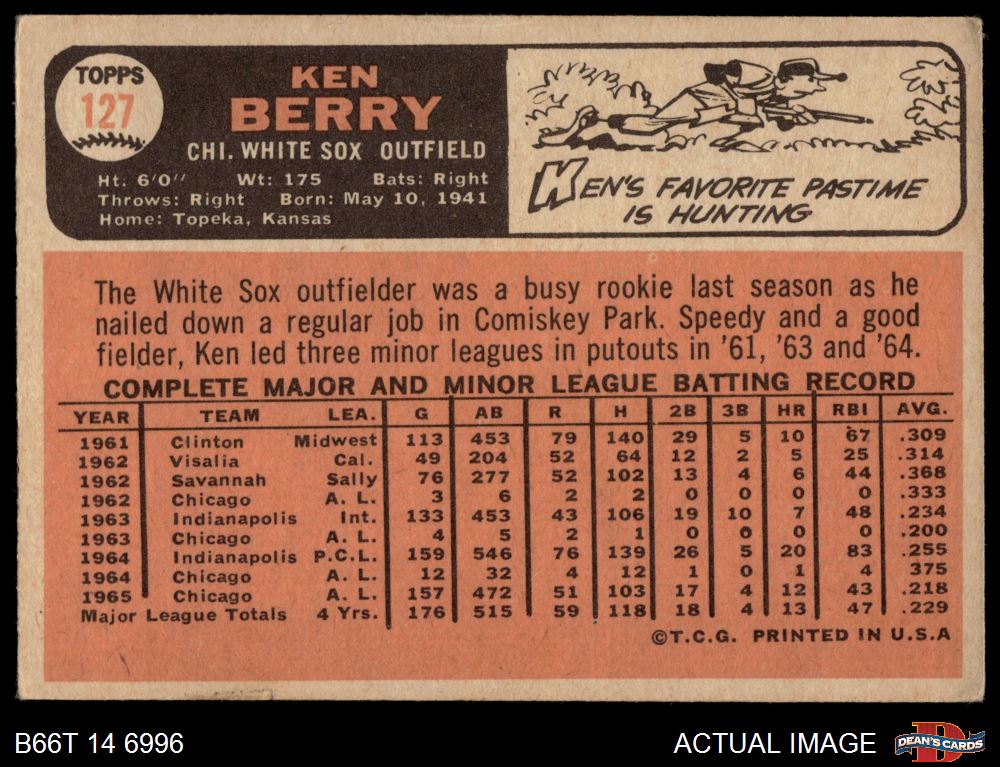 TOPPS
127
KEN
BERRY
CHI. WHITE SOX OUTFIELD
Ht. 6'0" Wt: 175 Bats: Right
Throws: Right Born: May 10, 1941
Home: Topeka, Kansas
KEN'S FAVORITE PASTIME
IS HUNTING
The White Sox outfielder was a busy rookie last season as he
nailed down a regular job in Comiskey Park. Speedy and a good
fielder, Ken led three minor leagues in putouts in '61, '63 and '64.
COMPLETE MAJOR AND MINOR LEAGUE BATTING RECORD
YEAR TEAM LEA. G AB R H 2B 3B HR RBI AVG.
1961 Clinton Midwest 113 453 79 140 29 5 10 67 .309
1962 Visalia Cal. 49 204 52 64 12 2 5 25 .314
1962 Savannah Sally 76 277 52 102 13 4 6 44 .368
1962 Chicago A. L. 3 6 2 2 0 0 0 0 .333
1963 Indianapolis Int. 133 453 43 106 19 10 7 48 .234
1963 Chicago A. L. 4 5 2 1 0 0 0 0 .200
1964 Indianapolis P.C.L. 159 546 76 139 26 5 20 83 .255
1964 Chicago A. L. 12 32 4 12 1 0 1 4 375
1965 Chicago A. L. 157 472 51 103 17 4 12 43 .218
Major League Totals 4 Yrs. 176 515 59 118 18 4 13 47 .229
©T.C.G. PRINTED IN U.S.A
B66T 14 6996
ACTUAL IMAGE
D
DEAN'S CARDS